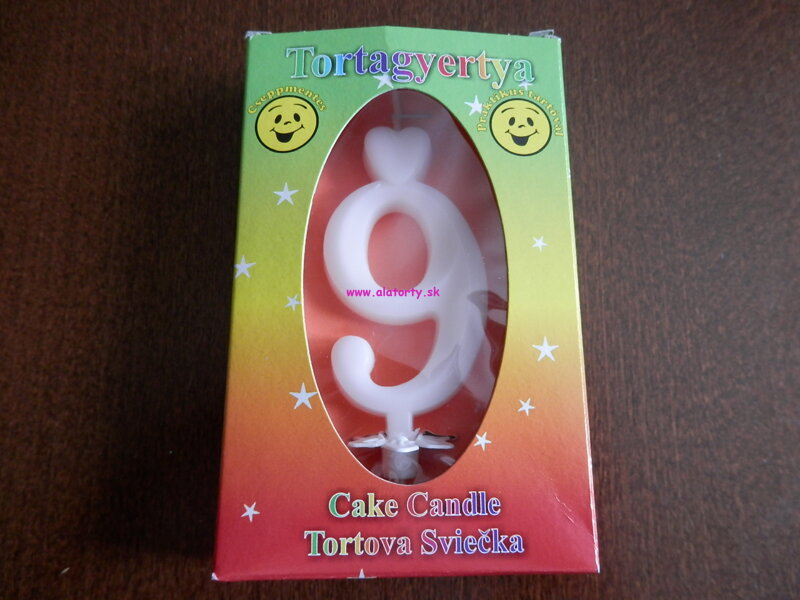 Tortagyertya
Cseppmentes
Praktikus tartóval
www.alatorty.sk
Cake Candle
Tortova Sviečka